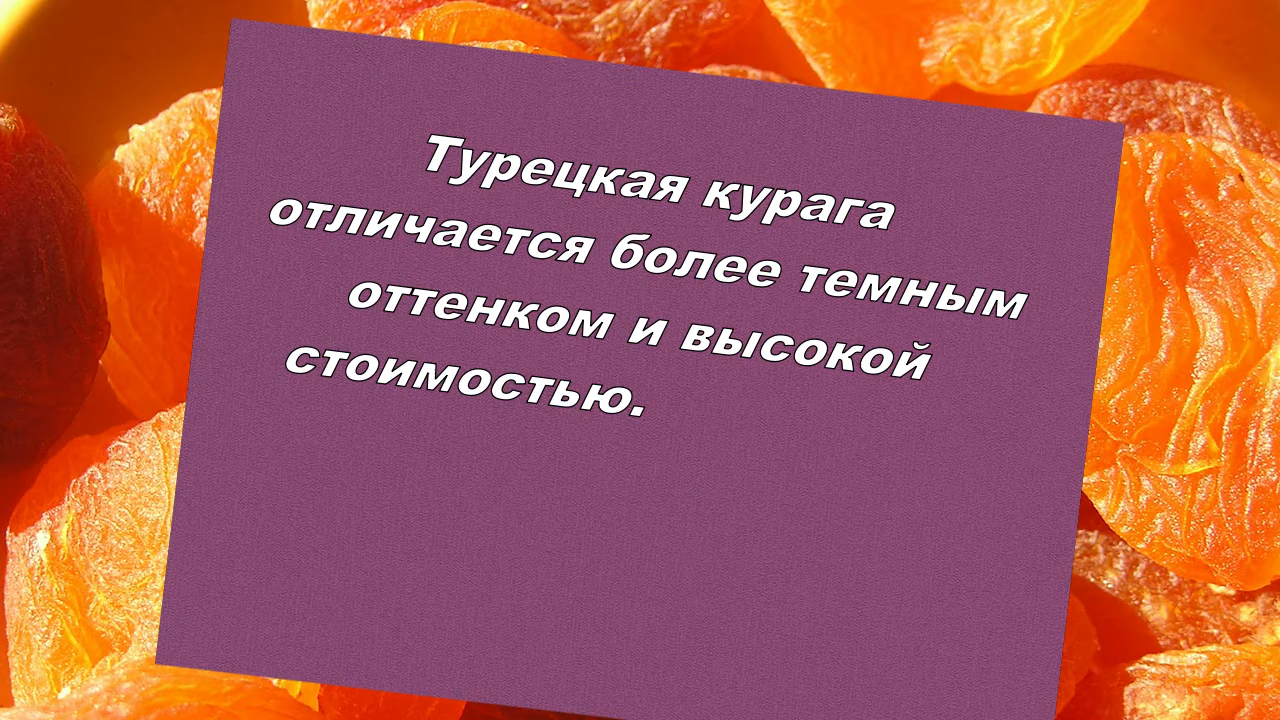 Турецкая курага
отличается более темным
оттенком и высокой
стоимостью.